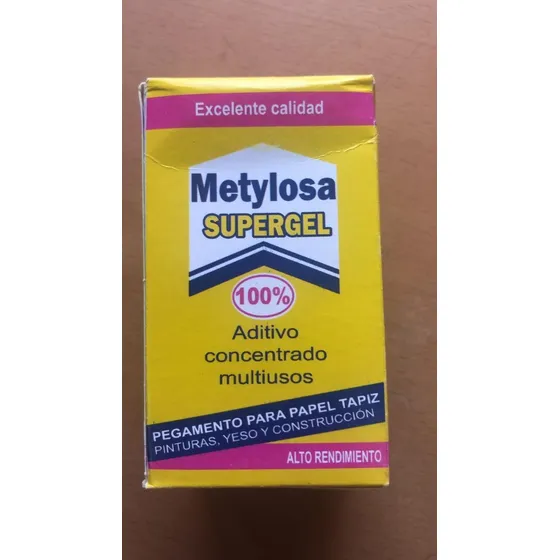 Excelente calidad
Metylosa
SUPERGEL
100%
Aditivo
concentrado
multiusos
PEGAMENTO PARA PAPEL TAPIZ
PINTURAS, YESO Y CONSTRUCCIÓN
ALTO RENDIMIENTO